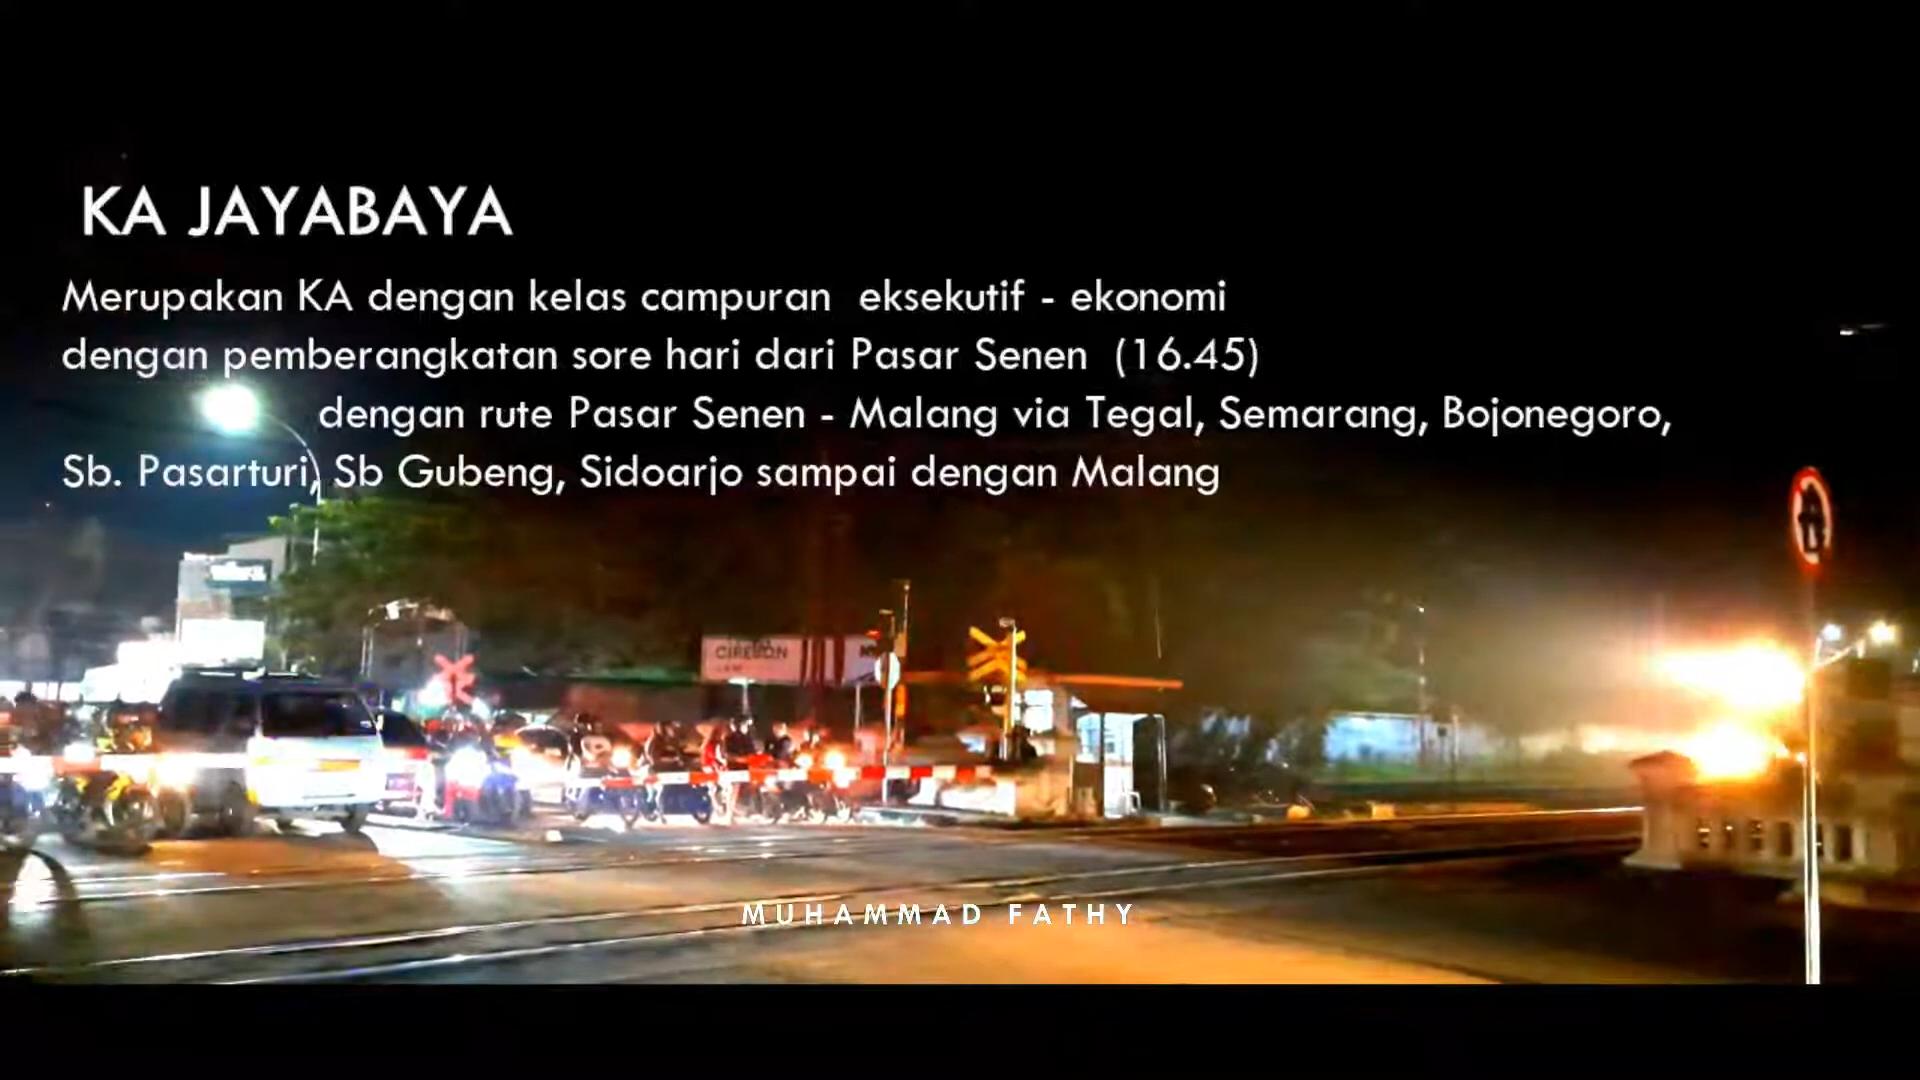 KA JAYABAYA
Merupakan KA dengan kelas campuran eksekutif - ekonomi
dengan pemberangkatan sore hari dari Pasar Senen (16.45)
dengan rute Pasar Senen - Malang via Tegal, Semarang, Bojonegoro,
Sb. Pasarturi, Sb Gubeng, Sidoarjo sampai dengan Malang
CIREBON
MUHAMMAD FATHY